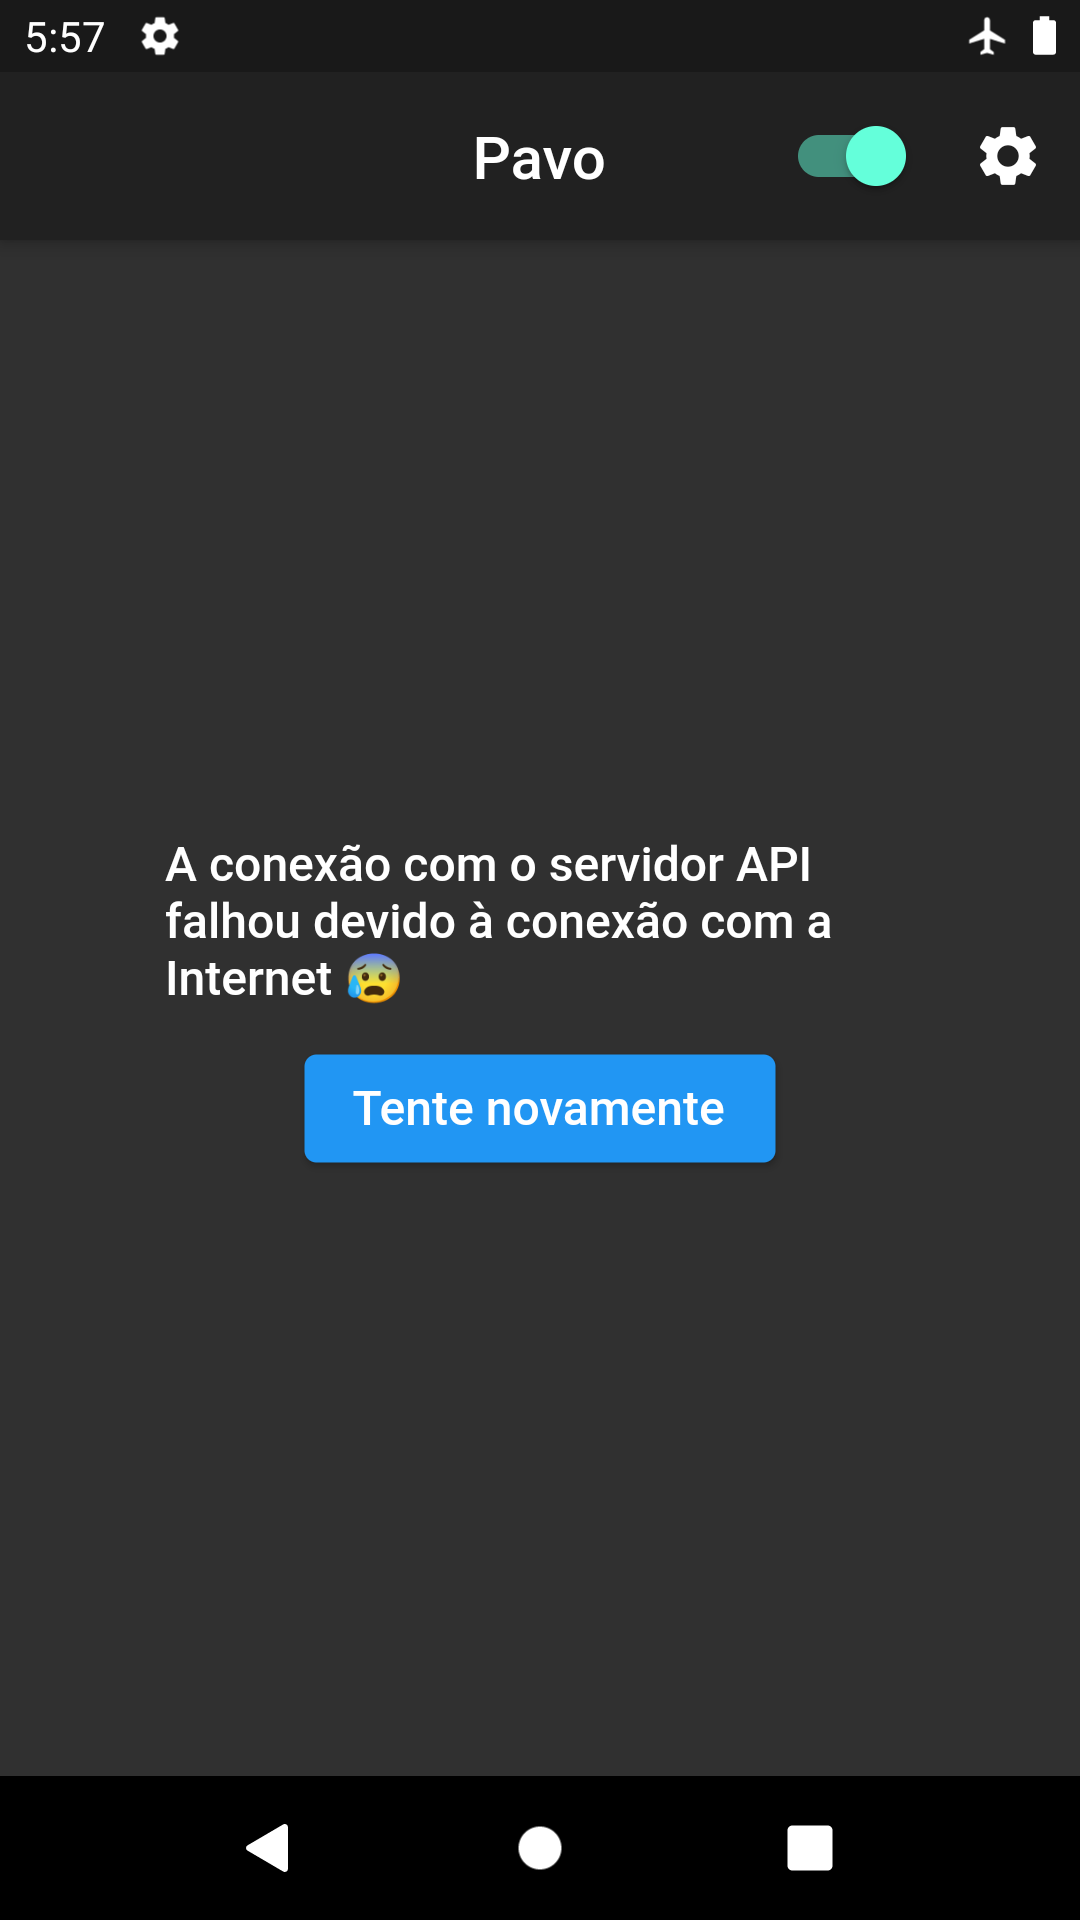 5:57
Pavo
A conexão com o servidor API
falhou devido à conexão com a
Internet 😰
Tente novamente